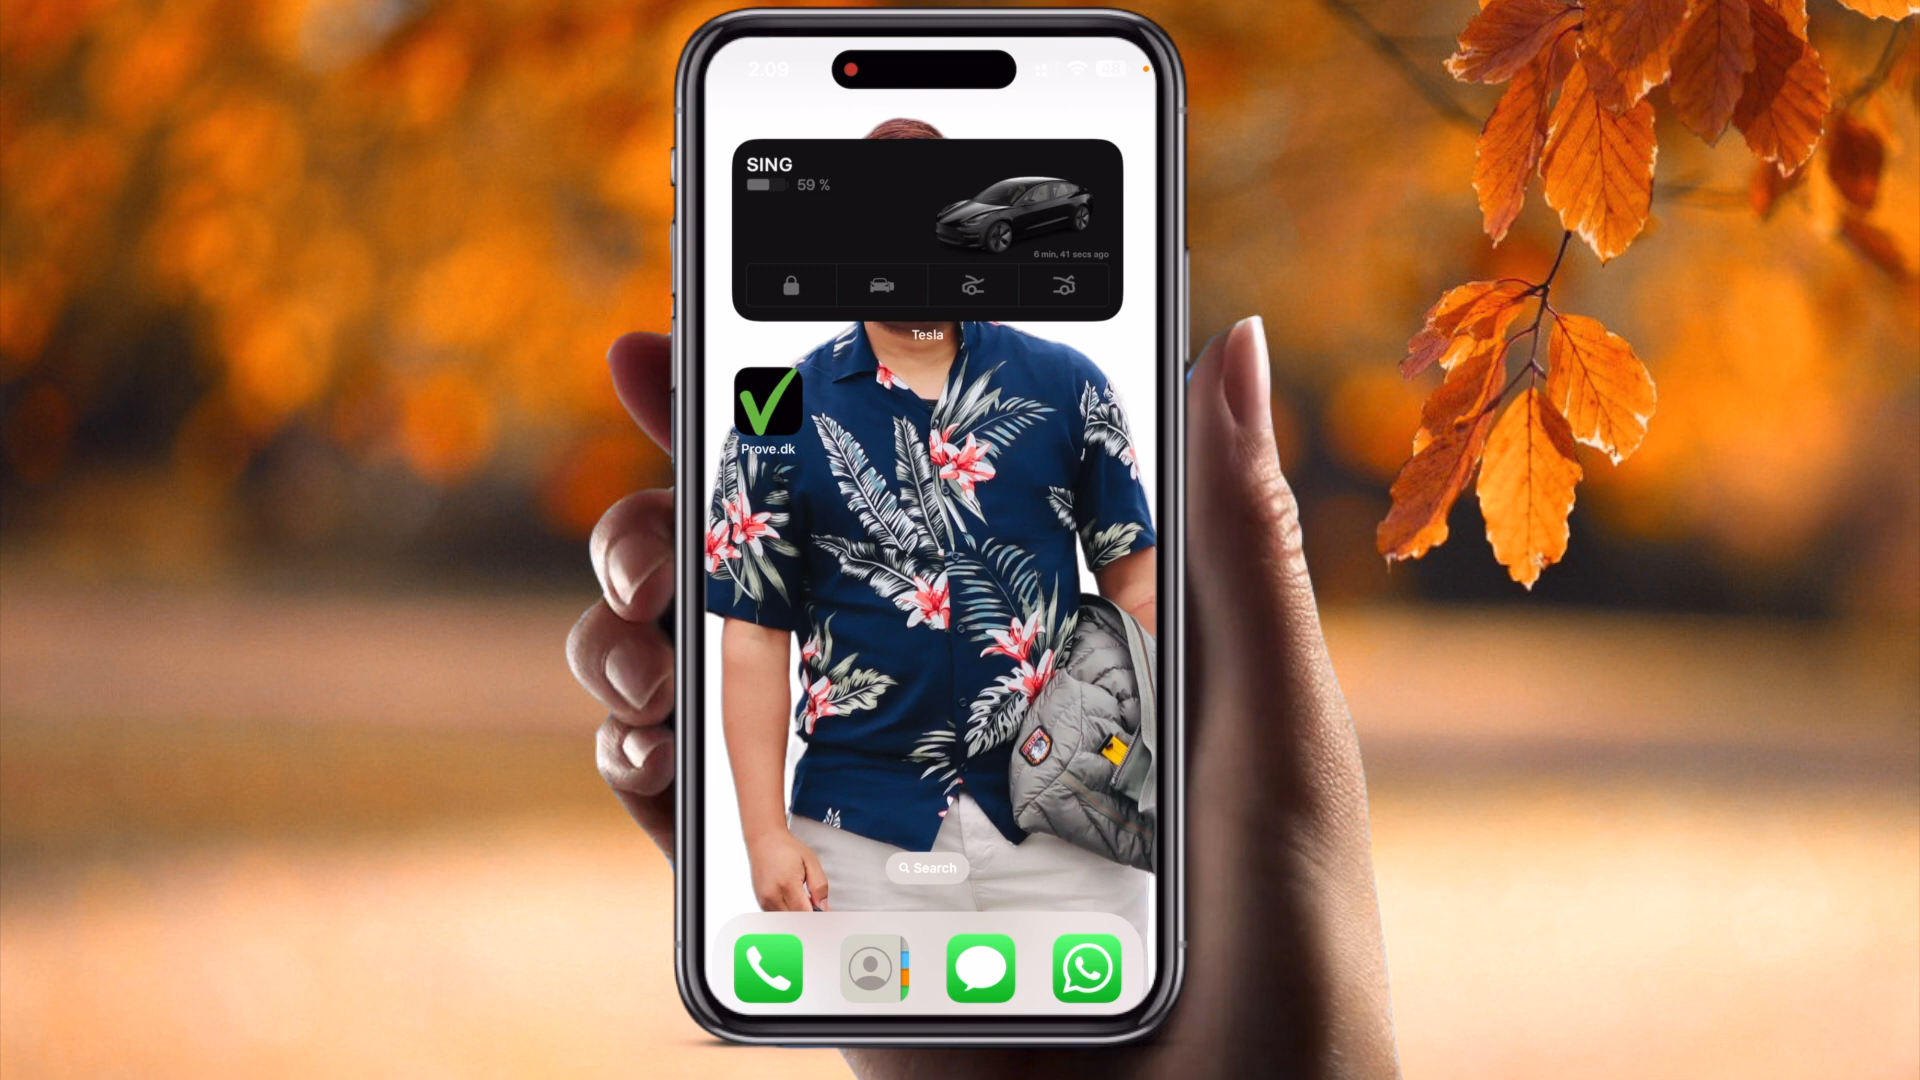 2.09
SING
59 %
6 min, 41 secs ago
Tesla
Prove.dk
Search